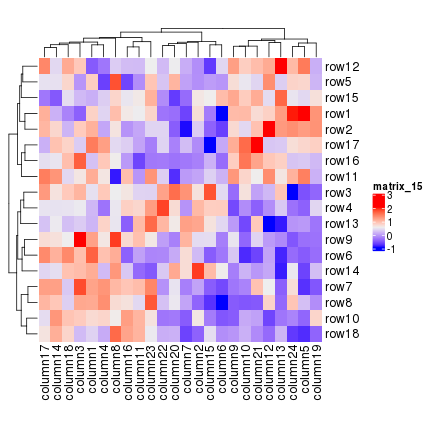 row12
row5
row15
row1
row2
row17
row16
row11
row3
row4
row13
row9
row6
row14
row7
row8
row10
row18
matrix_15
3
2
1
0
-1
column17
column14
column18
column3
column1
column4
column8
column16
column11
column23
column22
column20
column7
column2
column15
column6
column9
column10
column21
column12
column13
column24
column5
column19